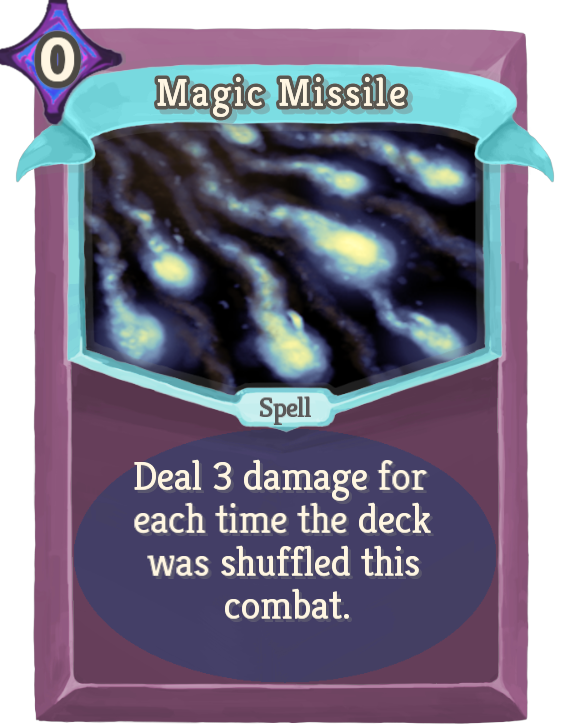 0
Magic Missile
Spell
Deal 3 damage for
each time the deck
was shuffled this
combat.